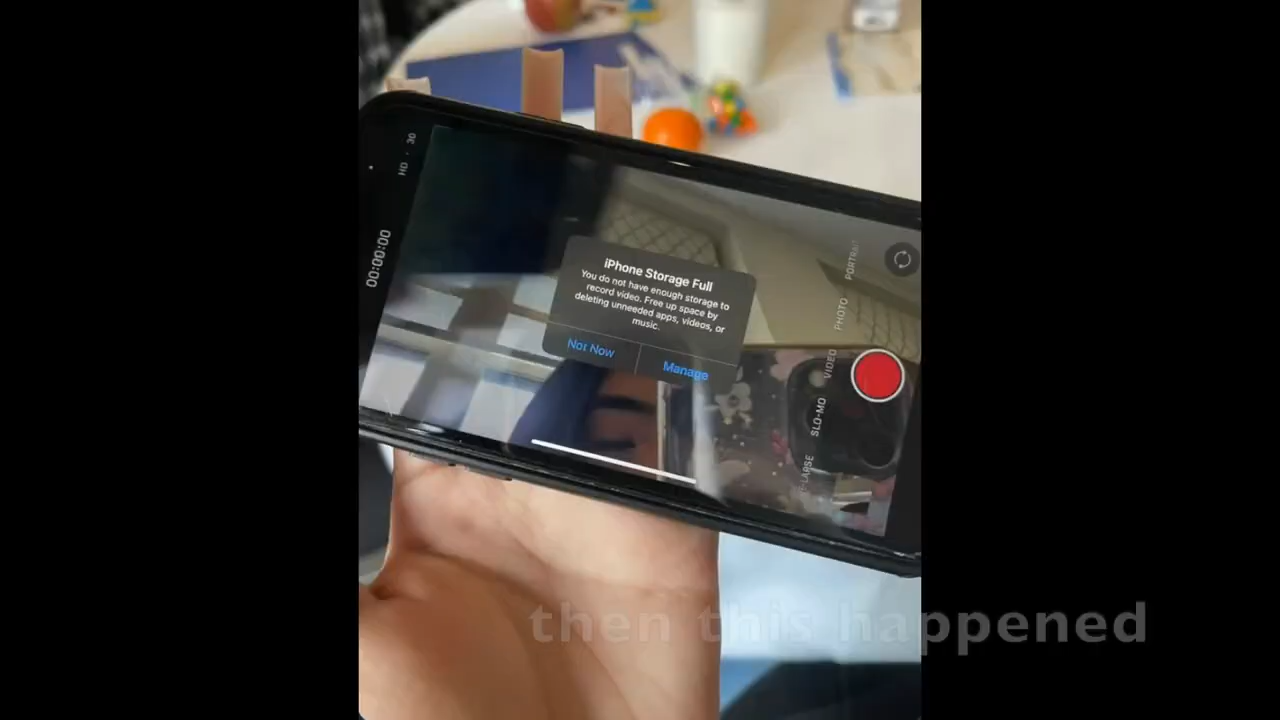 HD · 30
00:00:00
iPhone Storage Full
You do not have enough storage to
record video. Free up space by
deleting unneeded apps, videos, or
music.
Not Now
Manage
PORTRAIT
PHOTO
VIDEO
SLO-MO
E-LAPSE
then this happened